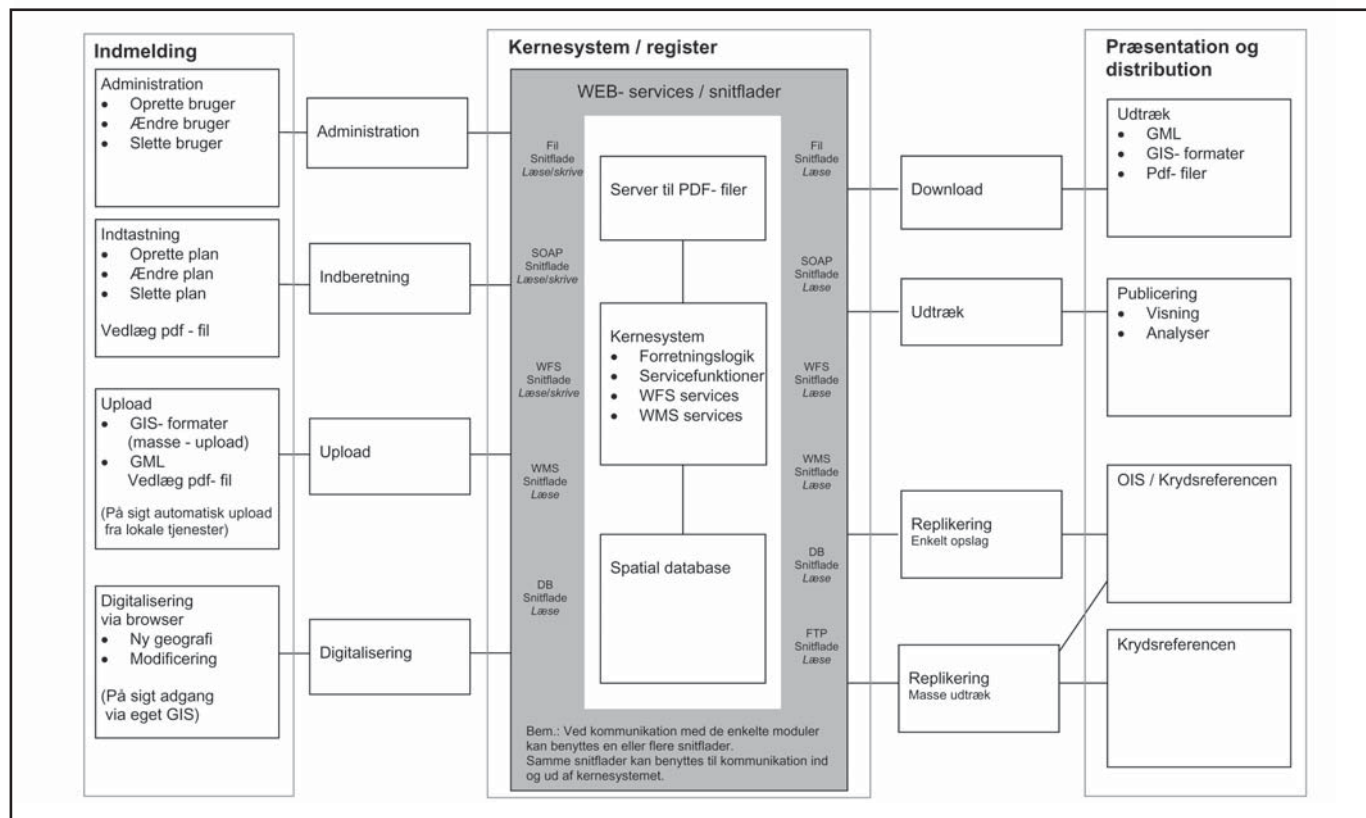 Indmelding
Administration
• Oprette bruger
• Ændre bruger
• Slette bruger
Indtastning
• Oprette plan
• Ændre plan
• Slette plan
Vedlæg pdf - fil
Upload
• GIS- formater
(masse - upload)
• GML
Vedlæg pdf- fil
(På sigt automatisk upload
fra lokale tjenester)
Digitalisering
via browser
• Ny geografi
• Modificering
(På sigt adgang
via eget GIS)
Administration
Indberetning
Upload
Digitalisering
Kernesystem / register
WEB- services / snitflader
Fil
Snitflade
Læse/skrive
SOAP
Snitflade
Læse/skrive
WFS
Snitflade
Læse/skrive
WMS
Snitflade
Læse
DB
Snitflade
Læse
Server til PDF- filer
Kernesystem
• Forretningslogik
• Servicefunktioner
• WFS services
• WMS services
Spatial database
Fil
Snitflade
Læse
SOAP
Snitflade
Læse
WFS
Snitflade
Læse
WMS
Snitflade
Læse
DB
Snitflade
Læse
FTP
Snitflade
Læse
Bem.: Ved kommunikation med de enkelte moduler
kan benyttes en eller flere snitflader.
Samme snitflader kan benyttes til kommunikation ind
og ud af kernesystemet.
Download
Udtræk
Replikering
Enkelt opslag
Replikering
Masse udtræk
Præsentation og
distribution
Udtræk
• GML
• GIS- formater
• Pdf- filer
Publicering
• Visning
• Analyser
OIS / Krydsreferencen
Krydsreferencen